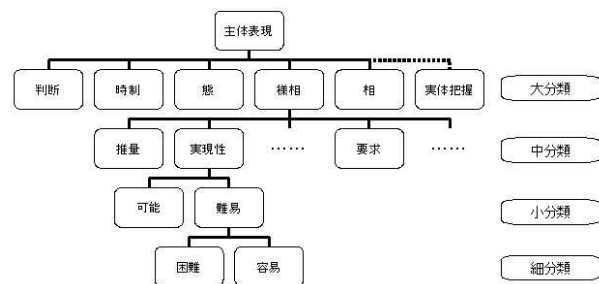 主体表現
判断 時制 態 様相 相 実体把握 大分類
推量 実現性 …… 要求 …… 中分類
可能 難易 小分類
困難 容易 細分類